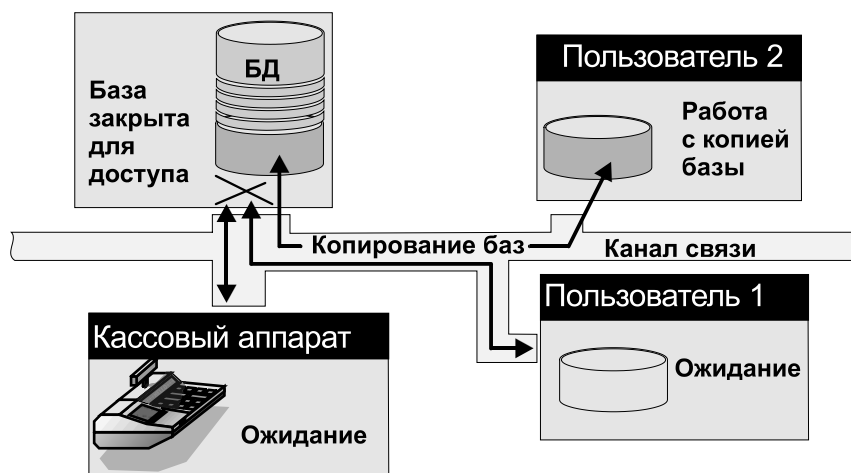 БД
База
закрыта
для
доступа
Пользователь 2
Работа
с копией
базы
Копирование баз
Канал связи
Пользователь 1
Ожидание
Кассовый аппарат
Ожидание